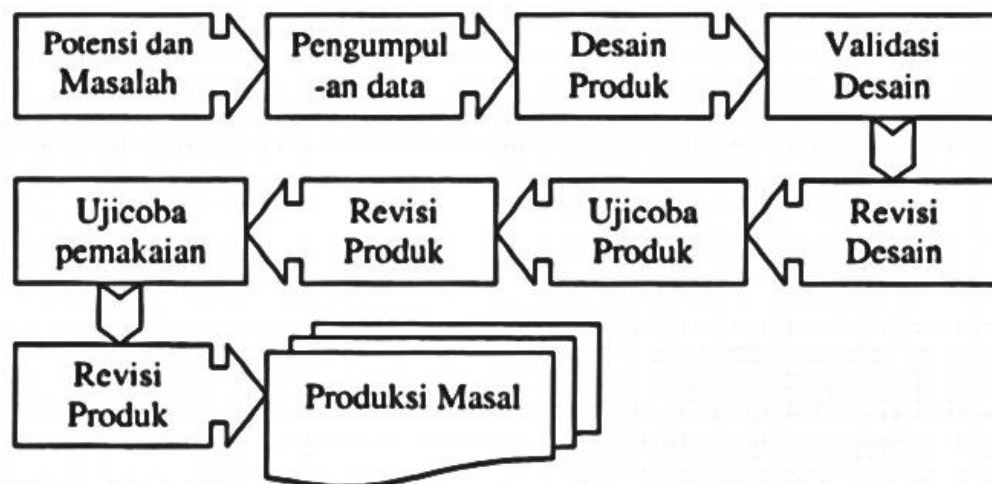 Potensi dan
Masalah
Pengumpul
-an data
Desain
Produk
Validasi
Desain
Revisi
Desain
Ujicoba
Produk
Revisi
Produk
Ujicoba
pemakaian
Revisi
Produk
Produksi Masal